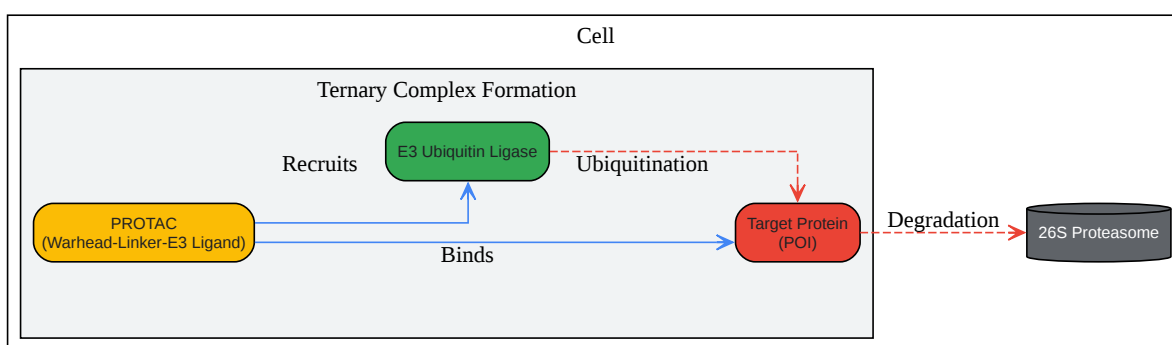 Cell
Ternary Complex Formation
E3 Ubiquitin Ligase
Recruits
Ubiquitination
PROTAC
(Warhead-Linker-E3 Ligand)
Binds
Target Protein
(POI)
Degradation
26S Proteasome